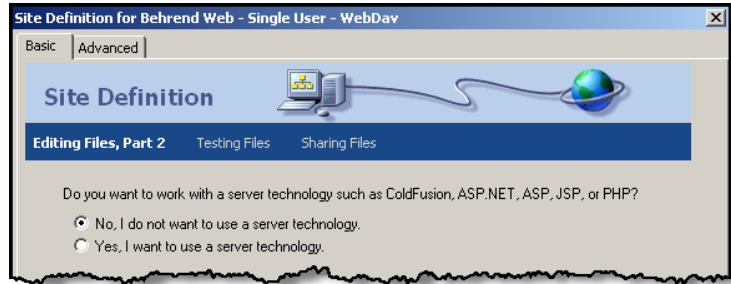 Site Definition for Behrend Web - Single User - WebDav
Basic Advanced
Site Definition
Editing Files, Part 2 Testing Files Sharing Files
Do you want to work with a server technology such as ColdFusion, ASP.NET, ASP, JSP, or PHP?
No, I do not want to use a server technology.
Yes, I want to use a server technology.